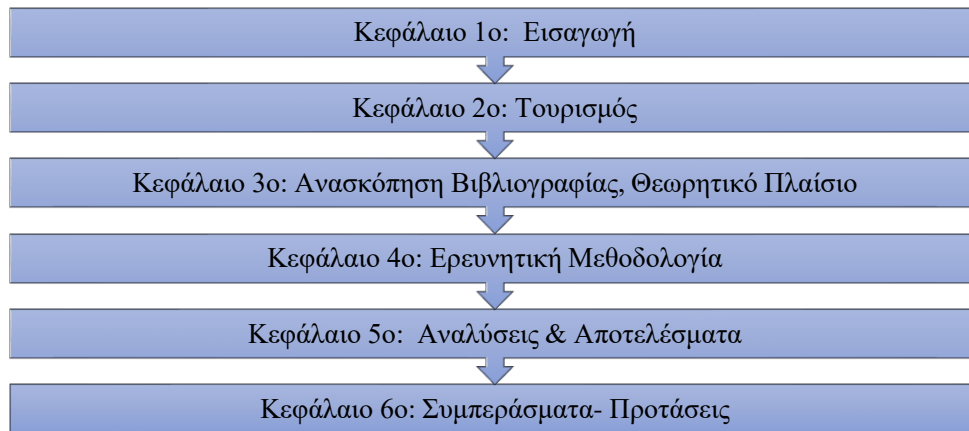 Κεφάλαιο 1ο:  Εισαγωγή
Κεφάλαιο 2ο: Τουρισμός
Κεφάλαιο 3ο: Ανασκόπηση Βιβλιογραφίας, Θεωρητικό Πλαίσιο
Κεφάλαιο 4ο: Ερευνητική Μεθοδολογία
Κεφάλαιο 5ο:  Αναλύσεις & Αποτελέσματα
Κεφάλαιο 6ο: Συμπεράσματα- Προτάσεις